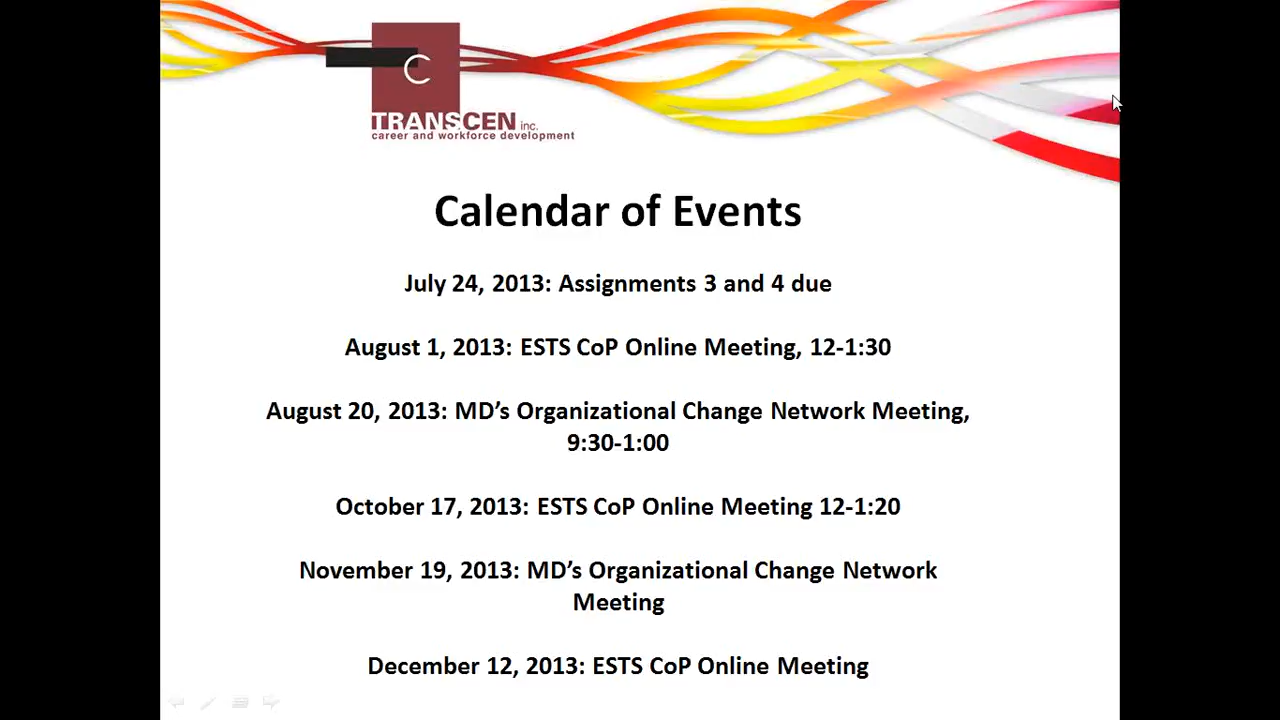 C
TRANSCEN inc.
career and workforce development
Calendar of Events
July 24, 2013: Assignments 3 and 4 due
August 1, 2013: ESTS CoP Online Meeting, 12-1:30
August 20, 2013: MD’s Organizational Change Network Meeting,
9:30-1:00
October 17, 2013: ESTS CoP Online Meeting 12-1:20
November 19, 2013: MD’s Organizational Change Network
Meeting
December 12, 2013: ESTS CoP Online Meeting